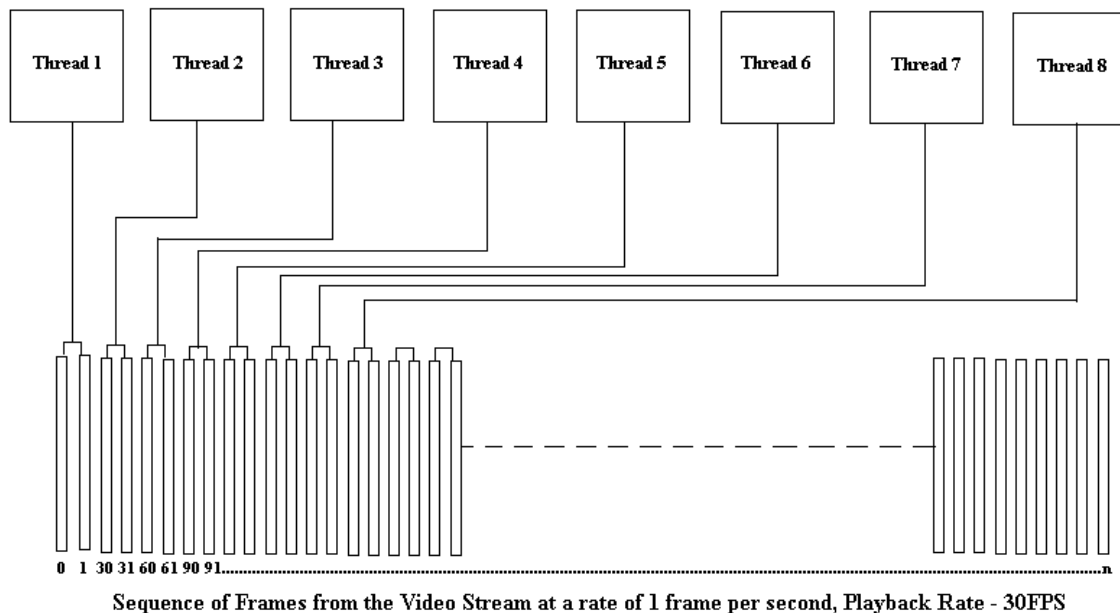 Thread 1 Thread 2 Thread 3 Thread 4 Thread 5 Thread 6 Thread 7 Thread 8
0 1 30 31 60 61 90 91..........................................................................................n
Sequence of Frames from the Video Stream at a rate of 1 frame per second, Playback Rate - 30FPS